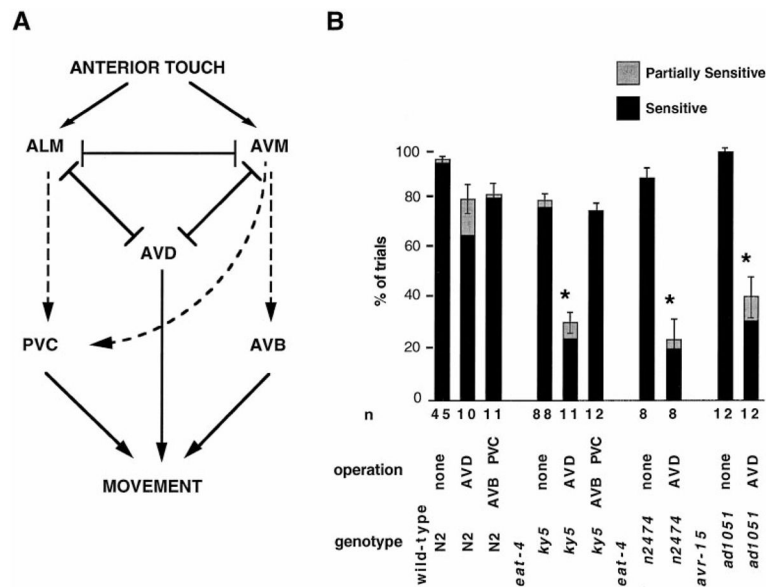 A
ANTERIOR TOUCH
ALM
AVM
AVD
PVC
AVB
MOVEMENT
B
Partially Sensitive
Sensitive
% of trials
100
80
60
40
20
0
*
*
*
n
45 10 11 88 11 12 8 8 12 12
operation
none
AVD
AVB PVC
none
AVD
AVB PVC
none
AVD
none
AVD
genotype
wild-type
N2
N2
N2
eat-4
ky5
ky5
ky5
eat-4
n2474
n2474
avr-15
ad1051
ad1051